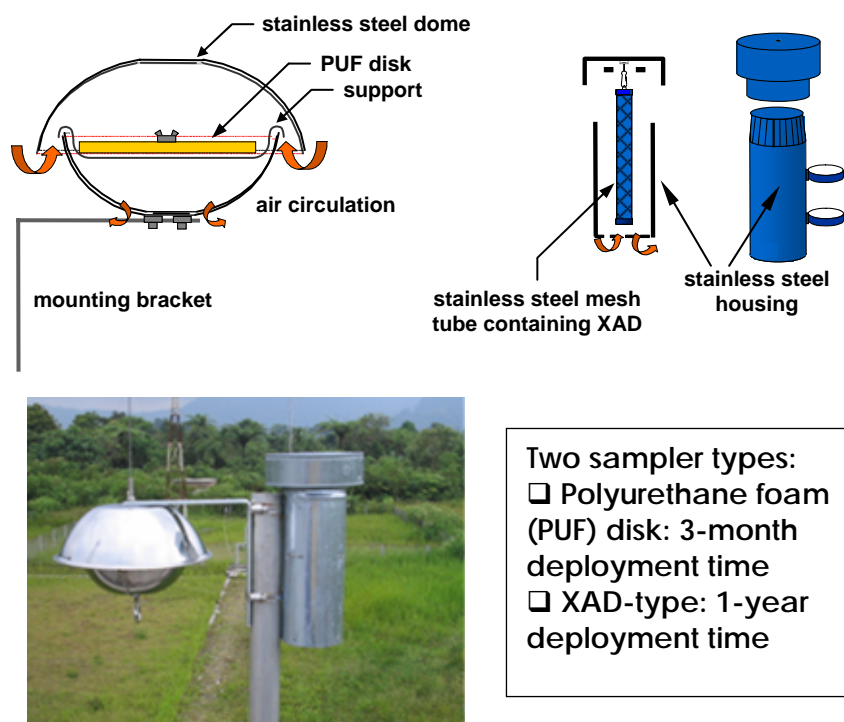 stainless steel dome
PUF disk
support
air circulation
mounting bracket
stainless steel mesh
tube containing XAD
stainless steel
housing
Two sampler types:
❑ Polyurethane foam
(PUF) disk: 3-month
deployment time
❑ XAD-type: 1-year
deployment time